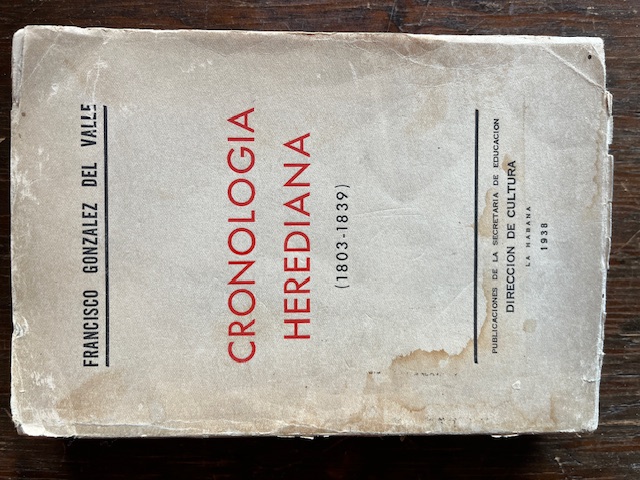 FRANCISCO GONZALEZ DEL VALLE
CRONOLOGIA
HEREDIANA
(1803-1839)
PUBLICACIONES DE LA SECRETARIA DE EDUCACION
DIRECCION DE CULTURA
LA HABANA
1938